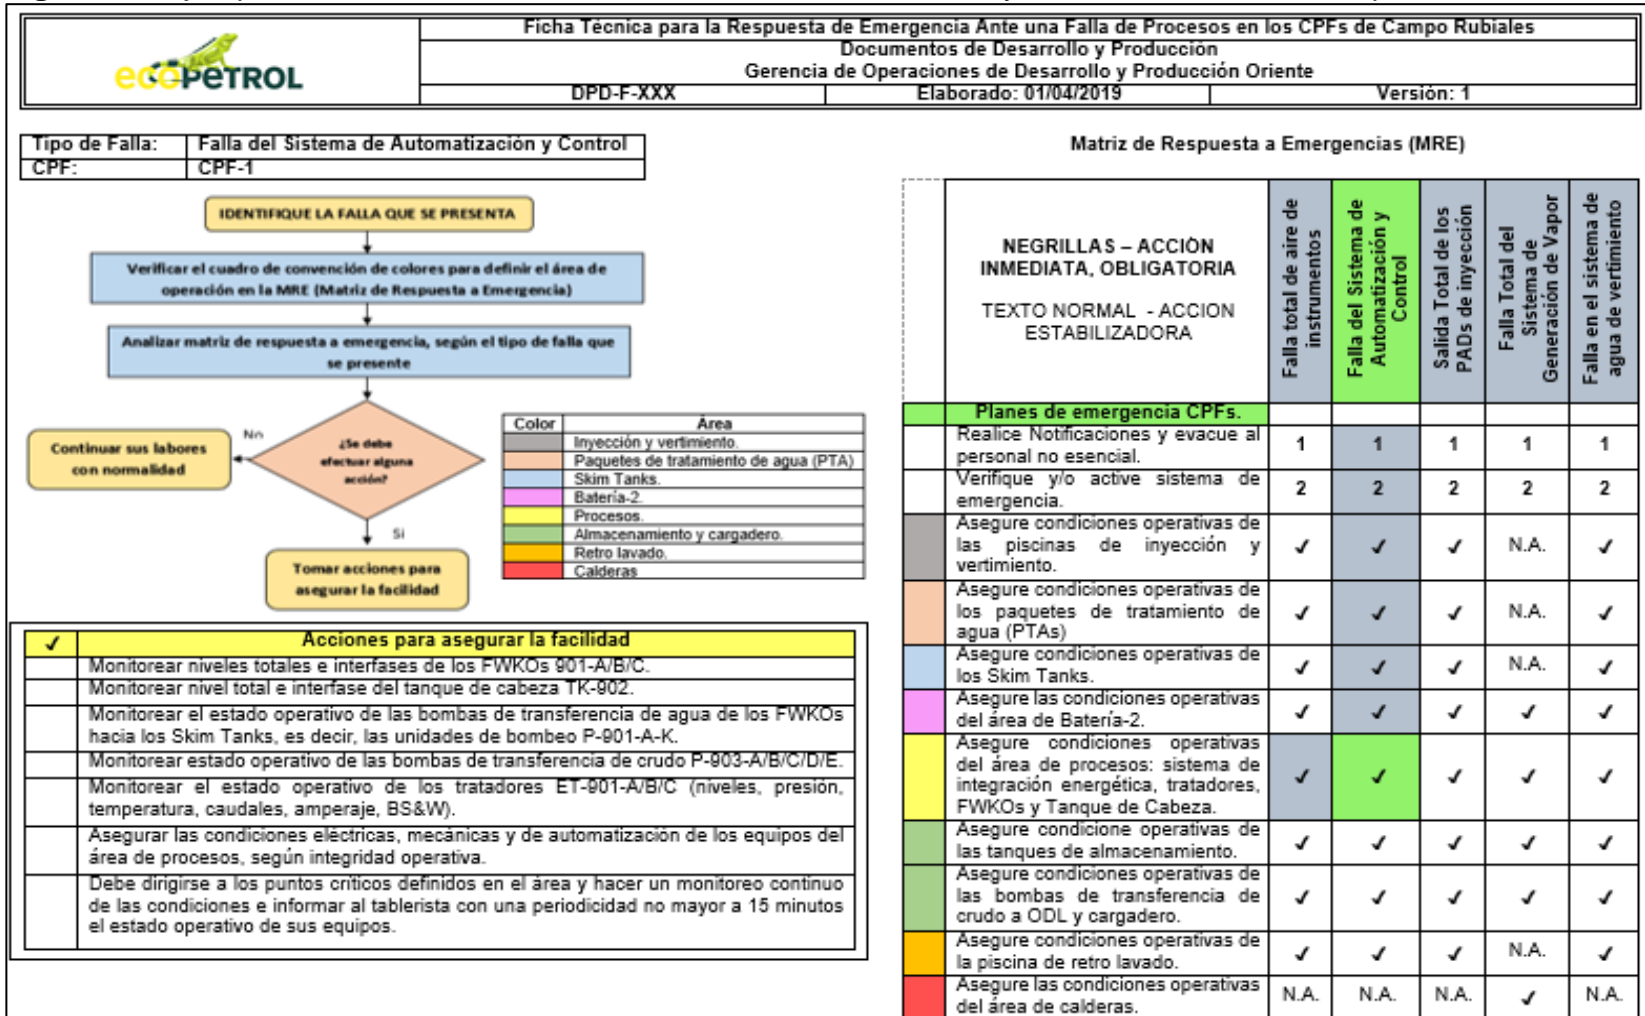 ecopeTROL
Ficha Técnica para la Respuesta de Emergencia Ante una Falla de Procesos en los CPFs de Campo Rubiales
Documentos de Desarrollo y Producción
Gerencia de Operaciones de Desarrollo y Producción Oriente
DPD-F-XXX
Elaborado: 01/04/2019
Versión: 1
Tipo de Falla: Falla del Sistema de Automatización y Control
CPF: CPF-1
IDENTIFIQUE LA FALLA QUE SE PRESENTA
Verificar el cuadro de convención de colores para definir el área de
operación en la MRE (Matriz de Respuesta a Emergencia)
Analizar matriz de respuesta a emergencia, según el tipo de falla que
se presente
¿Se debe
efectuar alguna
acción?
No
Continuar sus labores
con normalidad
Si
Tomar acciones para
asegurar la facilidad
Color Área
Inyección y vertimiento.
Paquetes de tratamiento de agua (PTA)
Skim Tanks.
Batería-2.
Procesos.
Almacenamiento y cargadero.
Retro lavado.
Calderas
✓ Acciones para asegurar la facilidad
Monitorear niveles totales e interfases de los FWKOs 901-A/B/C.
Monitorear nivel total e interfase del tanque de cabeza TK-902.
Monitorear el estado operativo de las bombas de transferencia de agua de los FWKOs
hacia los Skim Tanks, es decir, las unidades de bombeo P-901-A-K.
Monitorear estado operativo de las bombas de transferencia de crudo P-903-A/B/C/D/E.
Monitorear el estado operativo de los tratadores ET-901-A/B/C (niveles, presión,
temperatura, caudales, amperaje, BS&W).
Asegurar las condiciones eléctricas, mecánicas y de automatización de los equipos del
área de procesos, según integridad operativa.
Debe dirigirse a los puntos críticos definidos en el área y hacer un monitoreo continuo
de las condiciones e informar al tablerista con una periodicidad no mayor a 15 minutos
el estado operativo de sus equipos.
Matriz de Respuesta a Emergencias (MRE)
NEGRILLAS – ACCIÓN
INMEDIATA, OBLIGATORIA
TEXTO NORMAL - ACCION
ESTABILIZADORA
Falla total de aire de
instrumentos
Falla del Sistema de
Automatización y
Control
Salida Total de los
PADs de inyección
Falla Total del
Sistema de
Generación de Vapor
Falla en el sistema de
agua de vertimiento
Planes de emergencia CPFs.
Realice Notificaciones y evacue al
personal no esencial.
1 1 1 1 1
Verifique y/o active sistema de
emergencia.
2 2 2 2 2
Asegure condiciones operativas de
las piscinas de inyección y
vertimiento.
✓ ✓ ✓ N.A. ✓
Asegure condiciones operativas de
los paquetes de tratamiento de
agua (PTAs)
✓ ✓ ✓ N.A. ✓
Asegure condiciones operativas de
los Skim Tanks.
✓ ✓ ✓ N.A. ✓
Asegure las condiciones operativas
del área de Batería-2.
✓ ✓ ✓ ✓ ✓
Asegure condiciones operativas
del área de procesos: sistema de
integración energética, tratadores,
FWKOs y Tanque de Cabeza.
✓ ✓ ✓ ✓ ✓
Asegure condicione operativas de
las tanques de almacenamiento.
✓ ✓ ✓ ✓ ✓
Asegure condiciones operativas de
las bombas de transferencia de
crudo a ODL y cargadero.
✓ ✓ ✓ ✓ ✓
Asegure condiciones operativas de
la piscina de retro lavado.
✓ ✓ ✓ N.A. ✓
Asegure las condiciones operativas
del área de calderas.
N.A. N.A. N.A. ✓ N.A.